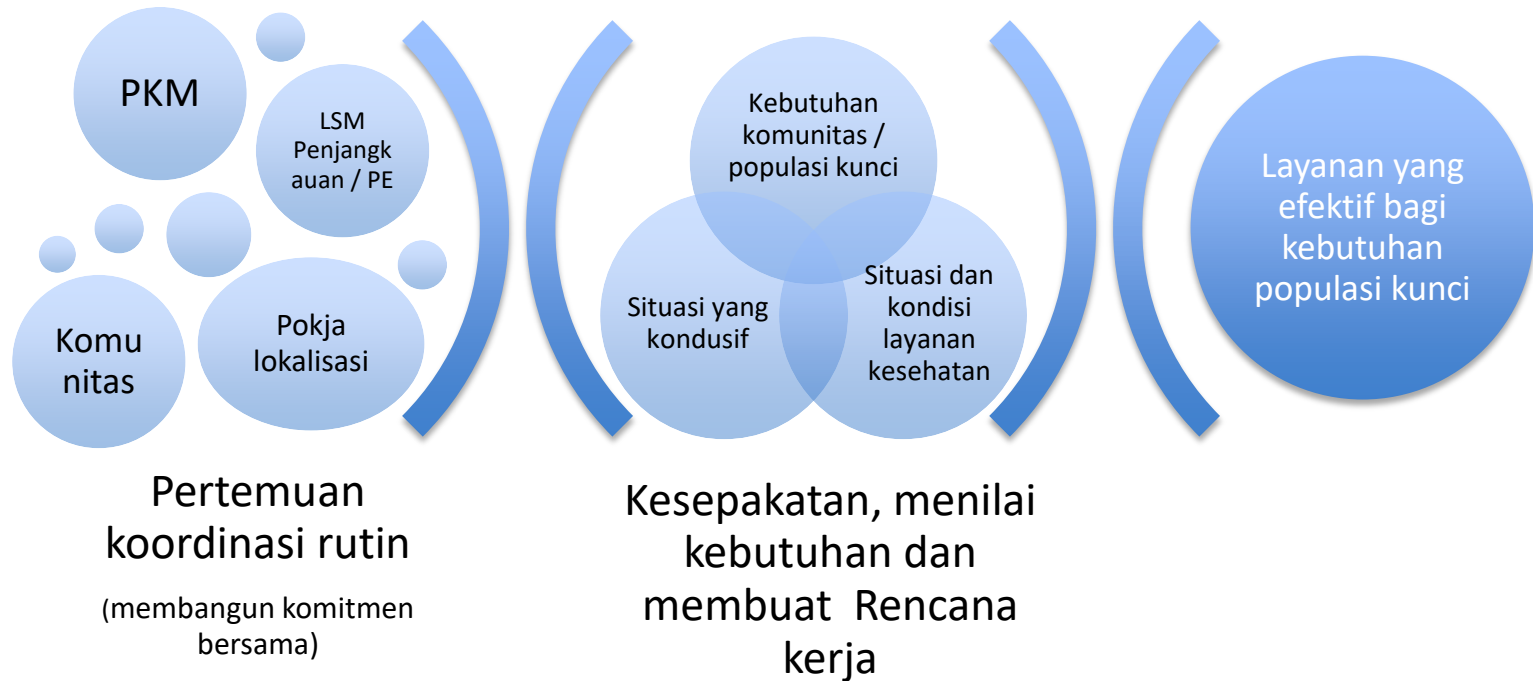 PKM
LSM
Penjangk
auan / PE
Komu
nitas
Pokja
lokalisasi
Pertemuan
koordinasi rutin
(membangun komitmen
bersama)
Kebutuhan
komunitas /
populasi kunci
Situasi yang
kondusif
Situasi dan
kondisi
layanan
kesehatan
Kesepakatan, menilai
kebutuhan dan
membuat  Rencana
kerja
Layanan yang
efektif bagi
kebutuhan
populasi kunci